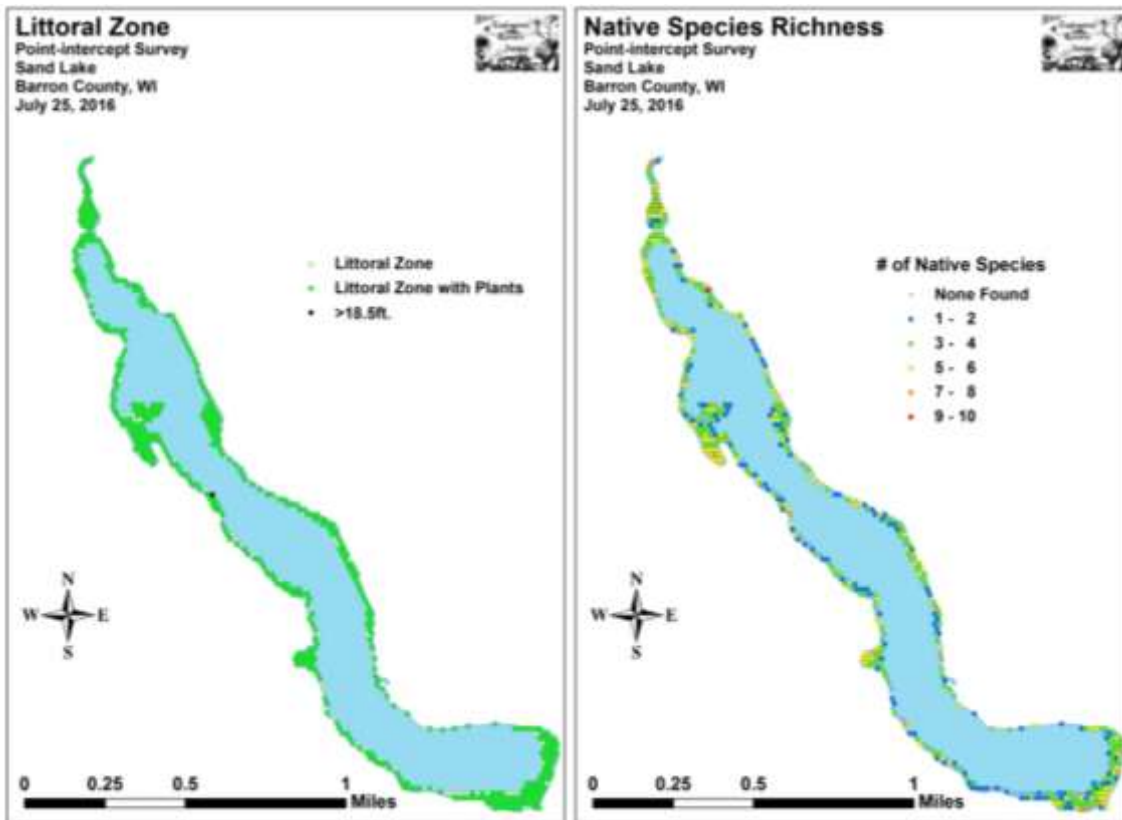 Littoral Zone
Point-intercept Survey
Sand Lake
Barron County, WI
July 25, 2016
Littoral Zone
Littoral Zone with Plants
>18.5ft.
N
W E
S
0 0.25 0.5 1
Miles
Native Species Richness
Point-intercept Survey
Sand Lake
Barron County, WI
July 25, 2016
# of Native Species
None Found
1 - 2
3 - 4
5 - 6
7 - 8
9 - 10
N
W E
S
0 0.25 0.5 1
Miles